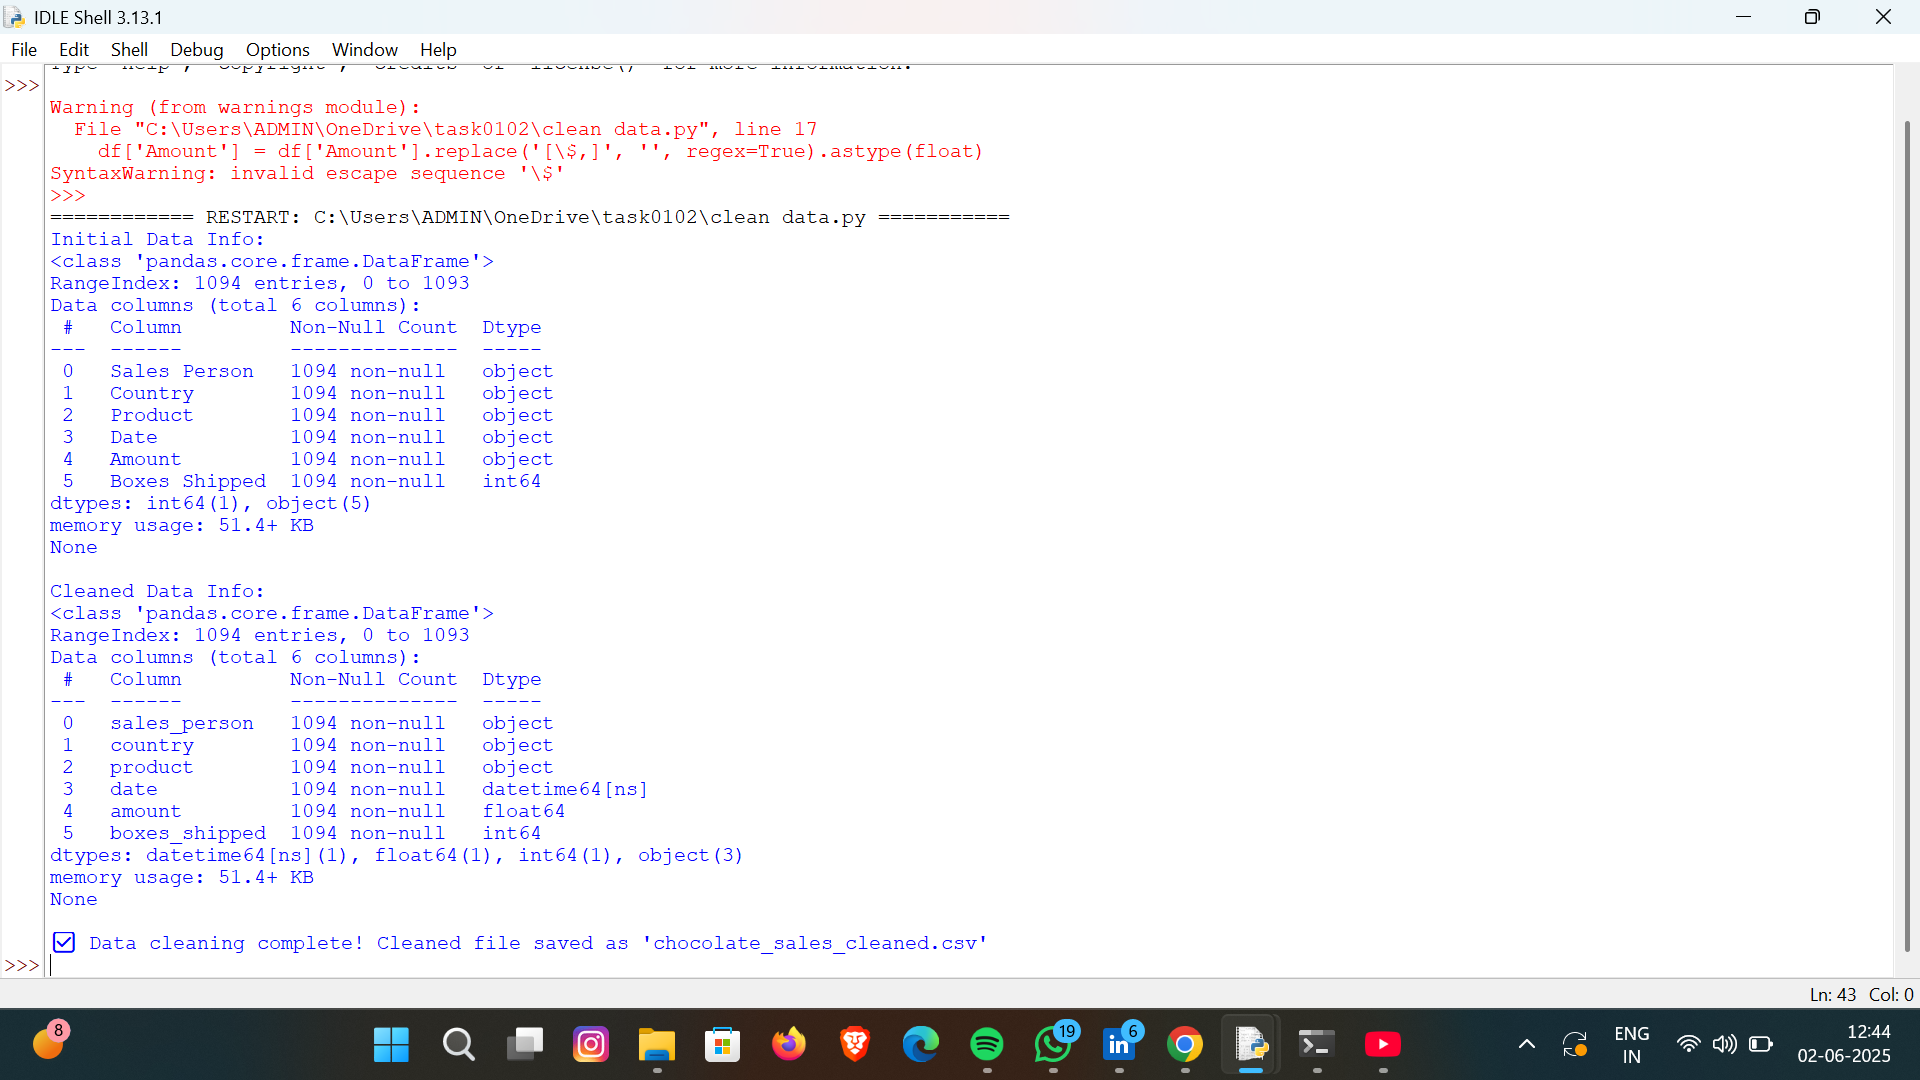 IDLE Shell 3.13.1
File Edit Shell Debug Options Window Help
Type "help", "copyright", "credits" or "license()" for more information.
>>>
Warning (from warnings module):
  File "C:\Users\ADMIN\OneDrive\task0102\clean data.py", line 17
    df['Amount'] = df['Amount'].replace('[\$,]', '', regex=True).astype(float)
SyntaxWarning: invalid escape sequence '\$'
>>>
============ RESTART: C:\Users\ADMIN\OneDrive\task0102\clean data.py ===========
Initial Data Info:
<class 'pandas.core.frame.DataFrame'>
RangeIndex: 1094 entries, 0 to 1093
Data columns (total 6 columns):
 #   Column         Non-Null Count  Dtype
---  ------         --------------  -----
 0   Sales Person   1094 non-null   object
 1   Country        1094 non-null   object
 2   Product        1094 non-null   object
 3   Date           1094 non-null   object
 4   Amount         1094 non-null   object
 5   Boxes Shipped  1094 non-null   int64
dtypes: int64(1), object(5)
memory usage: 51.4+ KB
None
Cleaned Data Info:
<class 'pandas.core.frame.DataFrame'>
RangeIndex: 1094 entries, 0 to 1093
Data columns (total 6 columns):
 #   Column         Non-Null Count  Dtype
---  ------         --------------  -----
 0   sales_person   1094 non-null   object
 1   country        1094 non-null   object
 2   product        1094 non-null   object
 3   date           1094 non-null   datetime64[ns]
 4   amount         1094 non-null   float64
 5   boxes_shipped  1094 non-null   int64
dtypes: datetime64[ns](1), float64(1), int64(1), object(3)
memory usage: 51.4+ KB
None
Data cleaning complete! Cleaned file saved as 'chocolate_sales_cleaned.csv'
>>>
Ln: 43 Col: 0
8
19
6
in
ENG
IN
12:44
02-06-2025